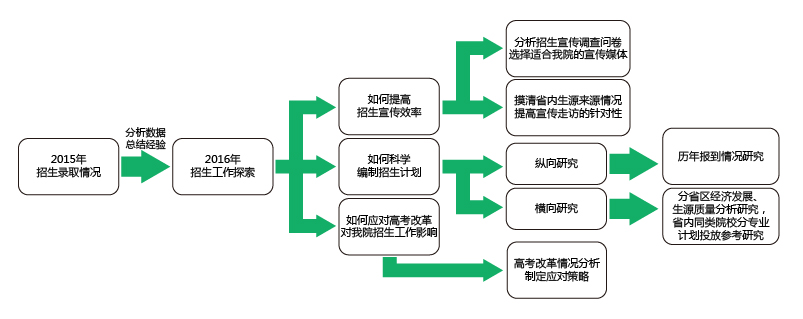 2015年
招生录取情况
分析数据
总结经验
2016年
招生工作探索
如何提高
招生宣传效率
如何科学
编制招生计划
如何应对高考改革
对我院招生工作影响
分析招生宣传调查问卷
选择适合我院的宣传媒体
摸清省内生源来源情况
提高宣传走访的针对性
纵向研究
横向研究
高考改革情况分析
制定应对策略
历年报到情况研究
分省区经济发展、
生源质量分析研究，
省内同类院校分专业
计划投放参考研究